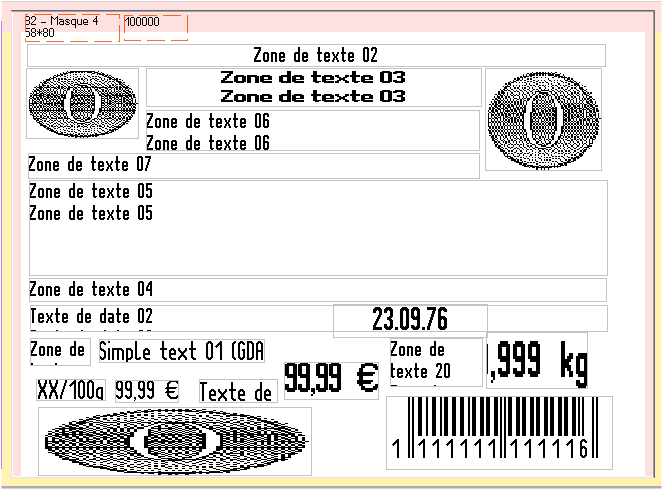 32 - Masque 4
58*80
100000
Zone de texte 02
Zone de texte 03
Zone de texte 03
Zone de texte 06
Zone de texte 06
Zone de texte 07
Zone de texte 05
Zone de texte 05
Zone de texte 04
Texte de date 02
23.09.76
Zone de
Simple text 01 (GDA
Zone de
texte 20
,999 kg
XX/100g
99,99 €
Texte de
99,99 €
1 111111 111116